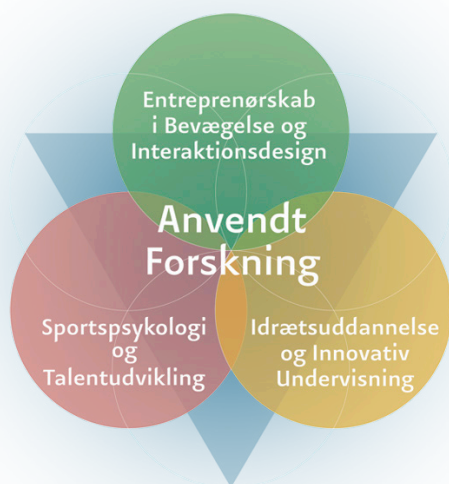 Entreprenørskab
i Bevægelse og
Interaktionsdesign
Anvendt
Forskning
Sportspsykologi
og
Talentudvikling
Idrætsuddannelse
og Innovativ
Undervisning